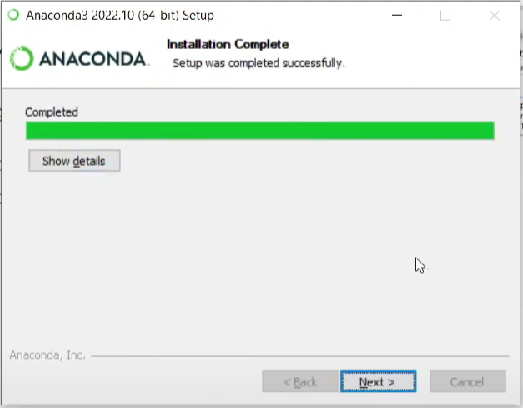 Anaconda3 2022.10 (64-bit) Setup
Installation Complete
ANACONDA.
Setup was completed successfully.
Completed
Show details
Anaconda, Inc.
< Back
Next >
Cancel